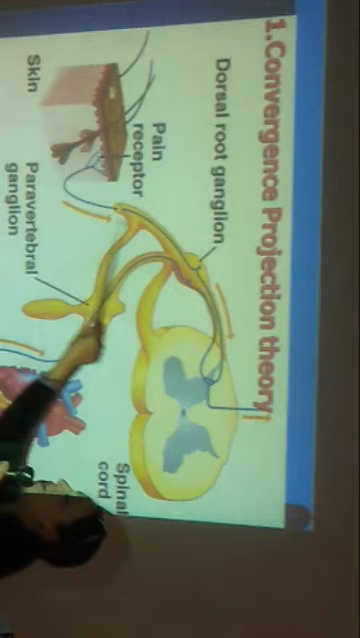 1.Convergence Projection theory
Dorsal root ganglion
Pain
receptor
Skin
Paravertebral
ganglion
Spinal
cord